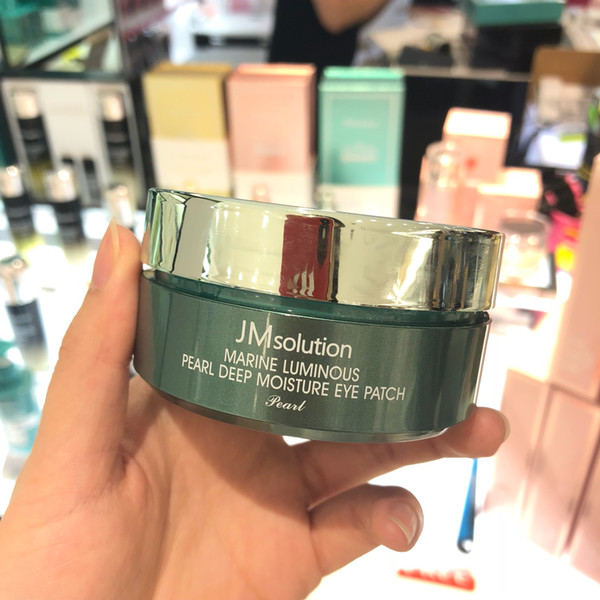 JMsolution
MARINE LUMINOUS
PEARL DEEP MOISTURE EYE PATCH
Pearl